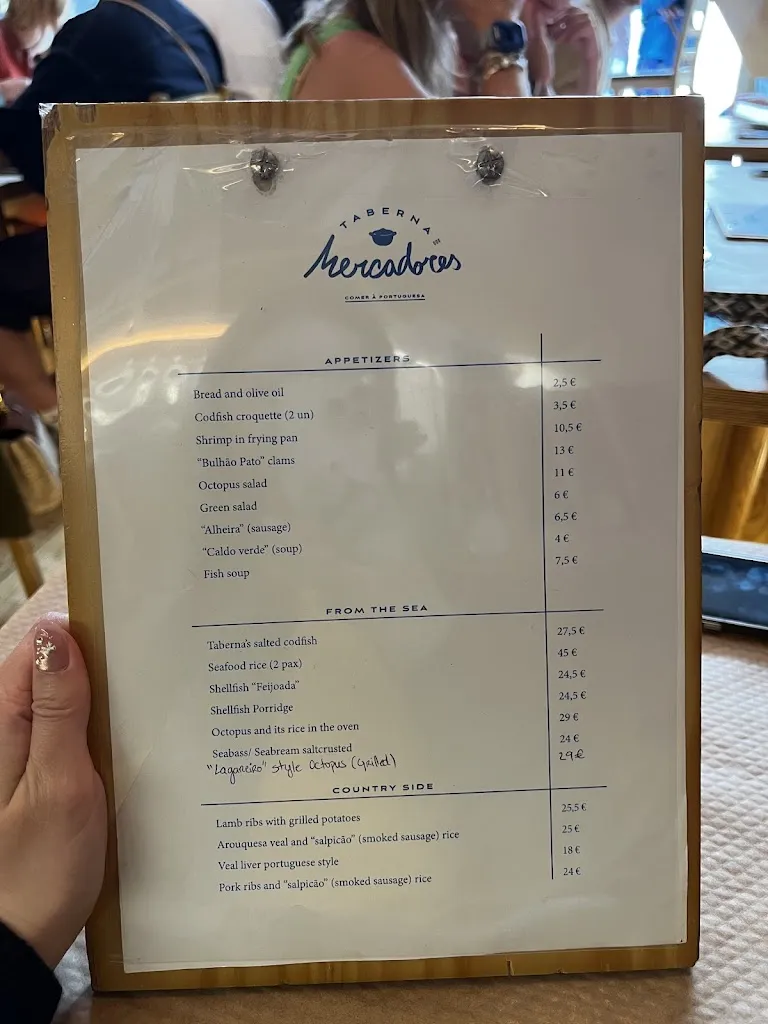 TABERNA
DOS
Mercadores
COMER À PORTUGUESA
APPETIZERS
Bread and olive oil 2,5 €
Codfish croquette (2 un) 3,5 €
Shrimp in frying pan 10,5 €
“Bulhão Pato” clams 13 €
Octopus salad 11 €
Green salad 6 €
“Alheira” (sausage) 6,5 €
“Caldo verde” (soup) 4 €
Fish soup 7,5 €
FROM THE SEA
Taberna's salted codfish 27,5 €
Seafood rice (2 pax) 45 €
Shellfish “Feijoada” 24,5 €
Shellfish Porridge 24,5 €
Octopus and its rice in the oven 29 €
Seabass/ Seabream saltcrusted 24 €
“Lagareiro” style Octopus (Grilled) 29€
COUNTRY SIDE
Lamb ribs with grilled potatoes 25,5 €
Arouquesa veal and “salpicão” (smoked sausage) rice 25 €
Veal liver portuguese style 18 €
Pork ribs and “salpicão” (smoked sausage) rice 24 €